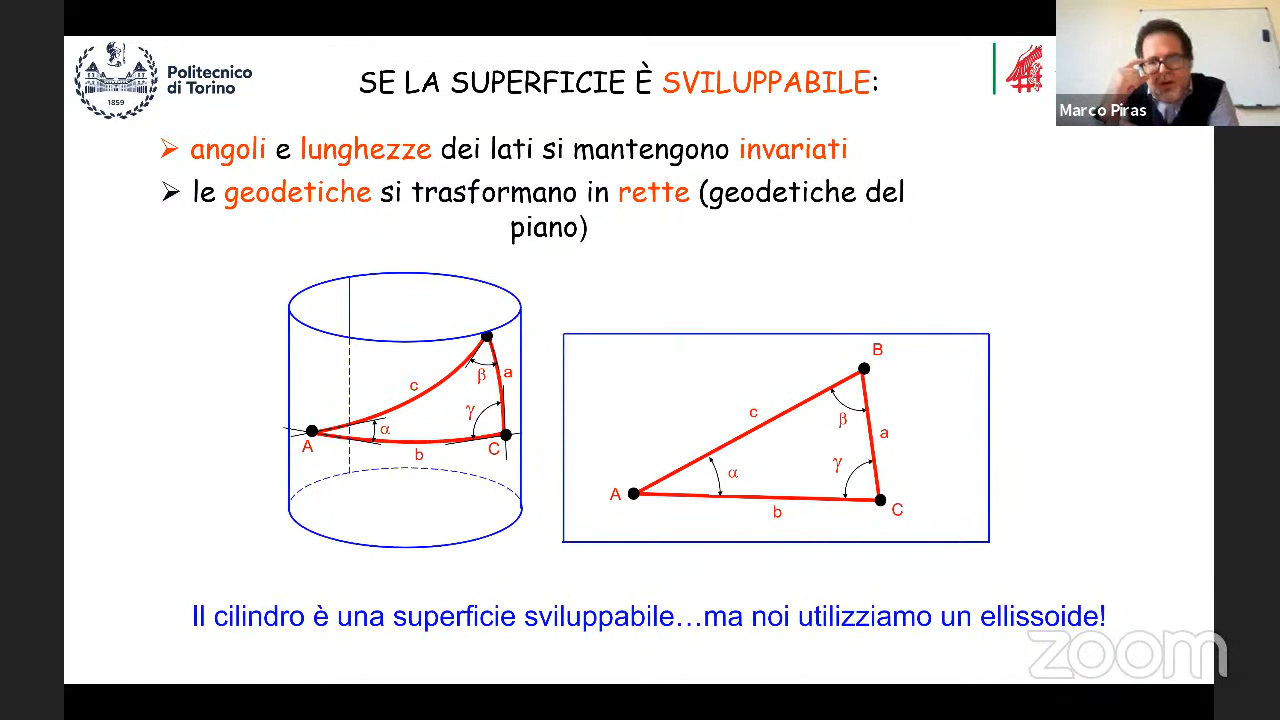 Politecnico
di Torino
1859
SE LA SUPERFICIE È SVILUPPABILE:
Marco Piras
➢ angoli e lunghezze dei lati si mantengono invariati
➢ le geodetiche si trasformano in rette (geodetiche del
piano)
c
β
a
γ
α
A
b
C
B
c
β
a
γ
α
A
b
C
Il cilindro è una superficie sviluppabile...ma noi utilizziamo un ellissoide!
zoom